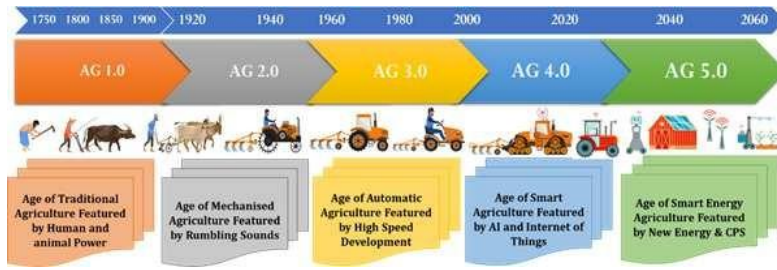 1750 1800 1850 1900 1920 1940 1960 1980 2000 2020 2040 2060
AG 1.0 AG 2.0 AG 3.0 AG 4.0 AG 5.0
Age of Traditional
Agriculture Featured
by Human and
animal Power
Age of Mechanised
Agriculture Featured
by Rumbling Sounds
Age of Automatic
Agriculture Featured
by High Speed
Development
Age of Smart
Agriculture Featured
by AI and Internet of
Things
Age of Smart Energy
Agriculture Featured
by New Energy & CPS